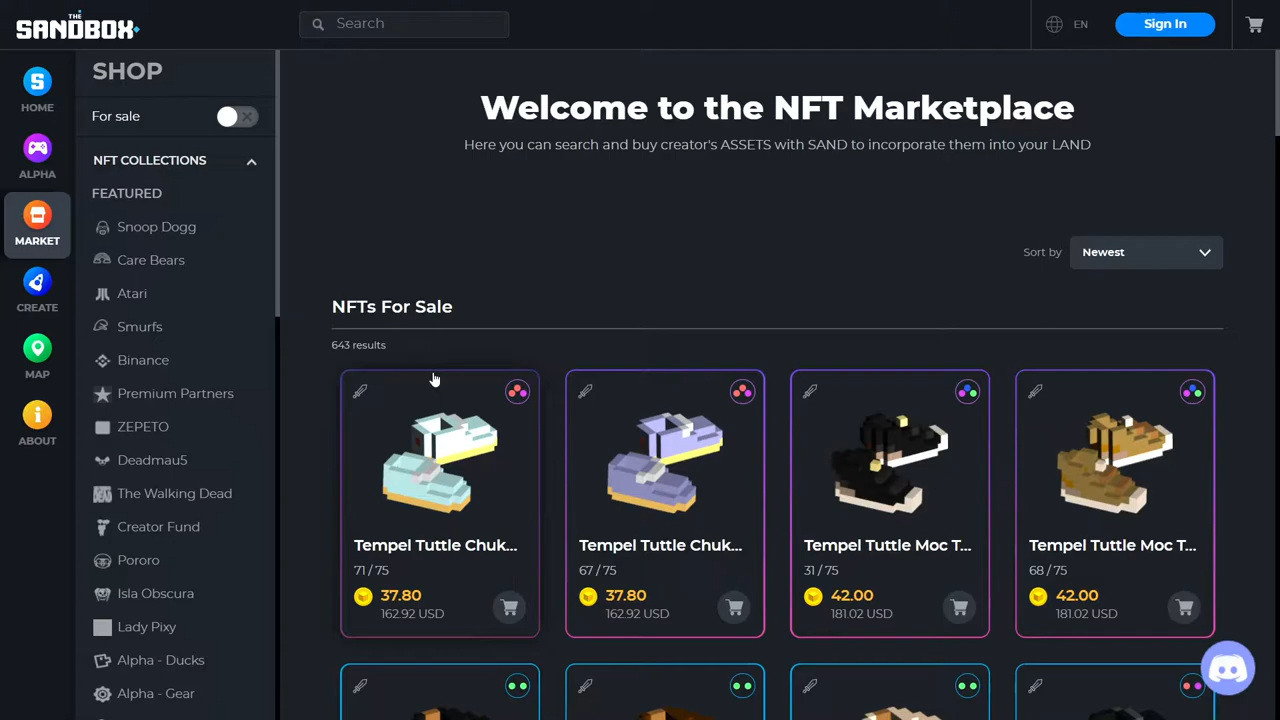 THE
SANDBOX
Search
EN
Sign In
HOME
ALPHA
MARKET
CREATE
MAP
ABOUT
SHOP
For sale
NFT COLLECTIONS
FEATURED
Snoop Dogg
Care Bears
Atari
Smurfs
Binance
Premium Partners
ZEPETO
Deadmau5
The Walking Dead
Creator Fund
Pororo
Isla Obscura
Lady Pixy
Alpha - Ducks
Alpha - Gear
Welcome to the NFT Marketplace
Here you can search and buy creator's ASSETS with SAND to incorporate them into your LAND
Sort by Newest
NFTs For Sale
643 results
Tempel Tuttle Chuk...
71 / 75
37.80
162.92 USD
Tempel Tuttle Chuk...
67 / 75
37.80
162.92 USD
Tempel Tuttle Moc T...
31 / 75
42.00
181.02 USD
Tempel Tuttle Moc T...
68 / 75
42.00
181.02 USD